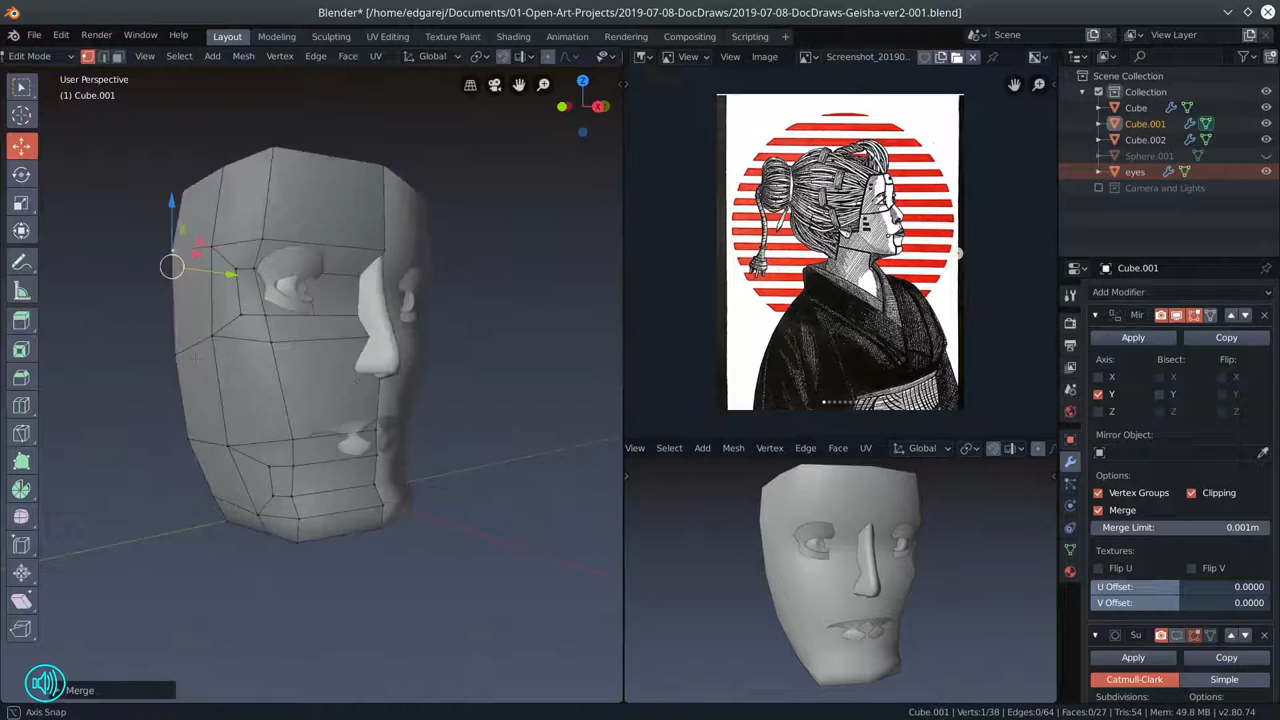 Blender* [/home/edgarej/Documents/01-Open-Art-Projects/2019-07-08-DocDraws/2019-07-08-DocDraws-Geisha-ver2-001.blend]
File Edit Render Window Help Layout Modeling Sculpting UV Editing Texture Paint Shading Animation Rendering Compositing Scripting + Scene View Layer
Edit Mode View Select Add Mesh Vertex Edge Face UV Global
View View Image Screenshot_20190...
User Perspective
(1) Cube.001
Z
X
Scene Collection
Collection
Cube
Cube.001
Cube.002
Sphere.001
eyes
Camera and Lights
Cube.001
Add Modifier
Mir
Apply Copy
Axis: Bisect: Flip:
X X X
Y Y Y
Z Z Z
Mirror Object:
Options:
Vertex Groups Clipping
Merge
Merge Limit: 0.001m
Textures:
Flip U Flip V
U Offset: 0.0000
V Offset: 0.0000
Su
Apply Copy
Catmull-Clark Simple
Subdivisions: Options:
View Select Add Mesh Vertex Edge Face UV Global
Merge
Axis Snap
Cube.001 | Verts:1/38 | Edges:0/64 | Faces:0/27 | Tris:54 | Mem: 49.8 MB | v2.80.74